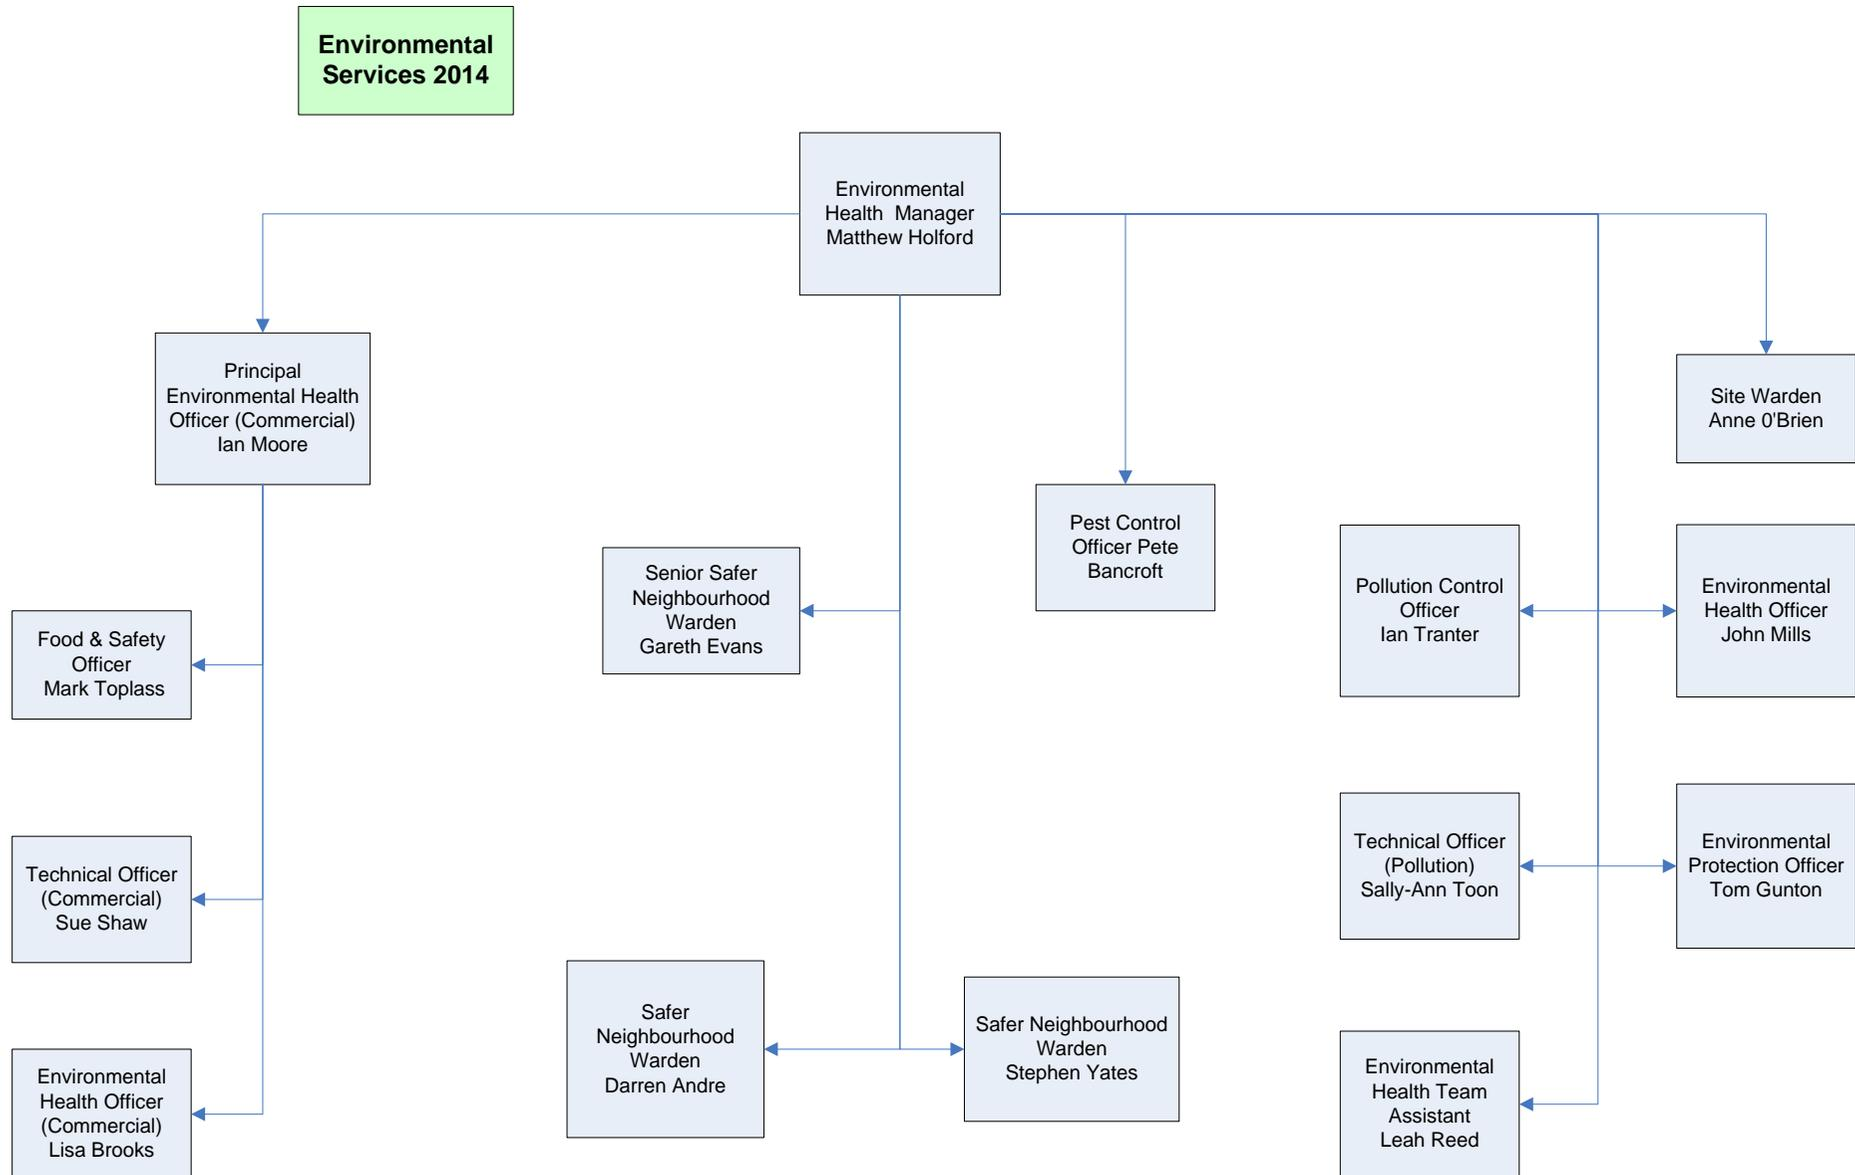 Environmental
Services 2014
Environmental
Health  Manager
Matthew Holford
Principal
Environmental Health
Officer (Commercial)
Ian Moore
Site Warden
Anne 0'Brien
Pest Control
Officer Pete
Bancroft
Senior Safer
Neighbourhood
Warden
Gareth Evans
Pollution Control
Officer
Ian Tranter
Environmental
Health Officer
John Mills
Food & Safety
Officer
Mark Toplass
Technical Officer
(Commercial)
Sue Shaw
Technical Officer
(Pollution)
Sally-Ann Toon
Environmental
Protection Officer
Tom Gunton
Safer
Neighbourhood
Warden
Darren Andre
Safer Neighbourhood
Warden
Stephen Yates
Environmental
Health Officer
(Commercial)
Lisa Brooks
Environmental
Health Team
Assistant
Leah Reed